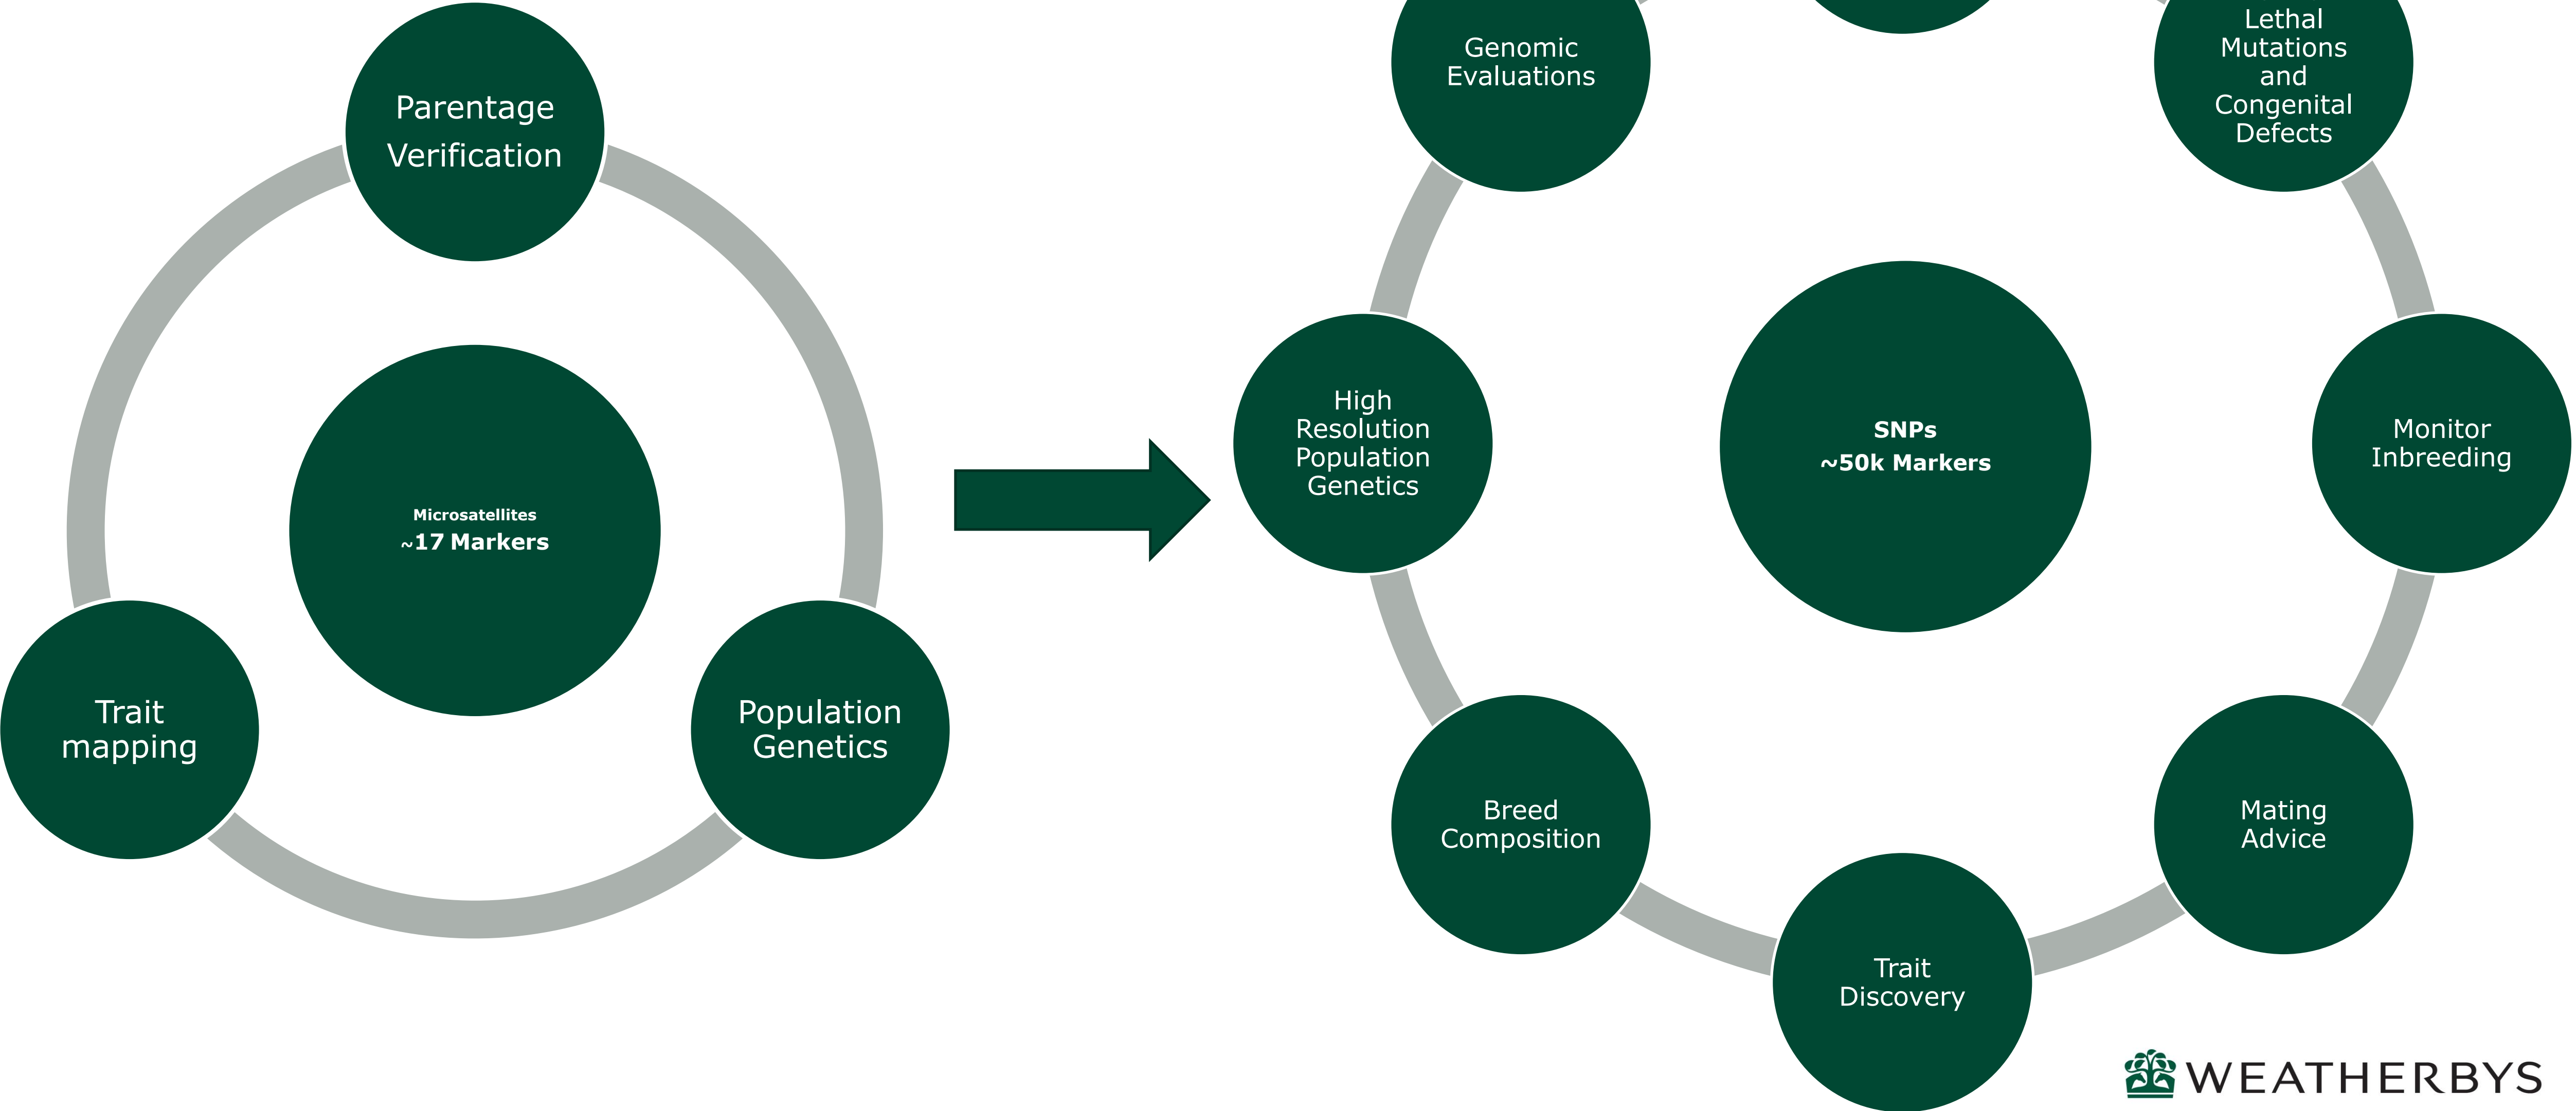 Parentage
Verification
Microsatellites
~17 Markers
Trait
mapping
Population
Genetics
Genomic
Evaluations
Lethal
Mutations
and
Congenital
Defects
High
Resolution
Population
Genetics
SNPs
~50k Markers
Monitor
Inbreeding
Breed
Composition
Mating
Advice
Trait
Discovery
WEATHERBYS